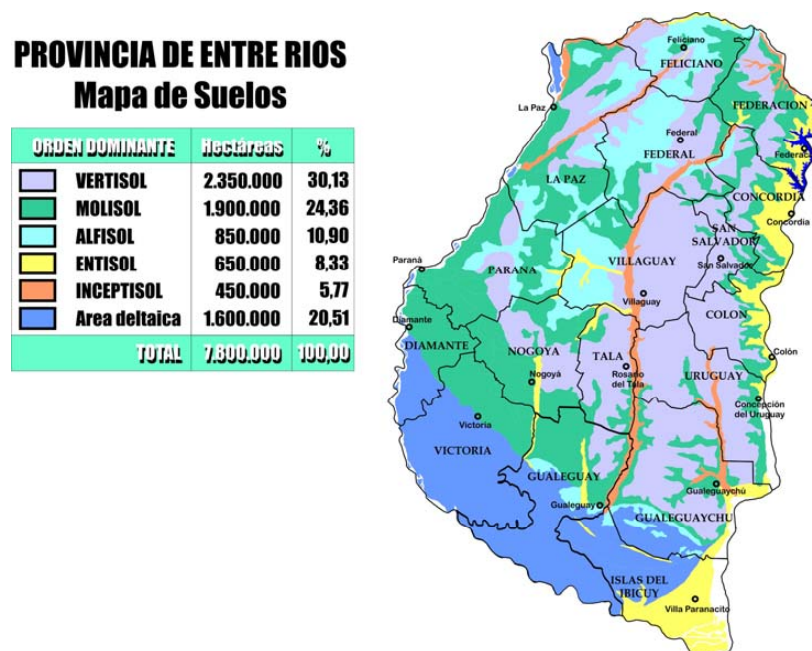 PROVINCIA DE ENTRE RIOS
Mapa de Suelos
ORDEN DOMINANTE Hectáreas %
VERTISOL 2.350.000 30,13
MOLISOL 1.900.000 24,36
ALFISOL 850.000 10,90
ENTISOL 650.000 8,33
INCEPTISOL 450.000 5,77
Area deltaica 1.600.000 20,51
TOTAL 7.800.000 100,00
Feliciano
FELICIANO
La Paz
FEDERACION
Federal
FEDERAL
Federaci
LA PAZ
CONCORDIA
Concordia
SAN
SALVADOR
San Salvador
Paraná
PARANA
VILLAGUAY
Villaguay
COLON
Diamante
DIAMANTE
NOGOYA
Nogoyá
TALA
Rosario
del Tala
URUGUAY
Colón
Concepción
del Uruguay
Victoria
VICTORIA
GUALEGUAY
Gualeguay
Gualeguaychú
GUALEGUAYCHU
ISLAS DEL
IBICUY
Villa Paranacito